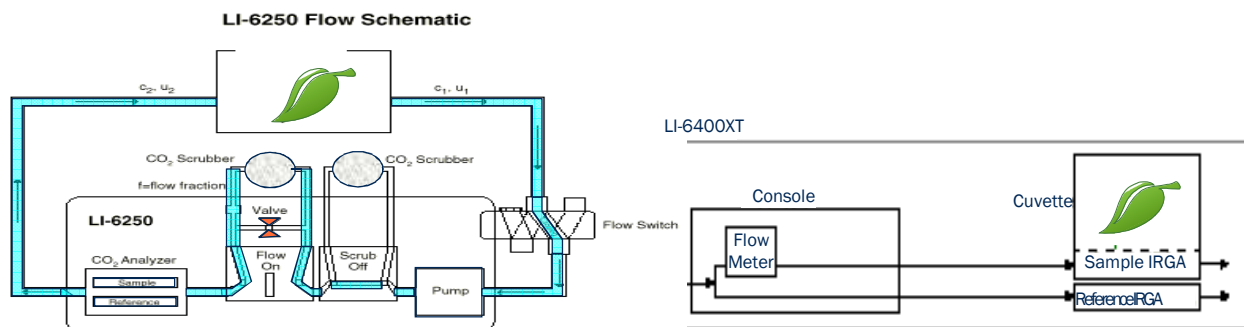 LI-6250 Flow Schematic
c₂, u₂
c₁, u₁
CO₂ Scrubber
CO₂ Scrubber
f=flow fraction
LI-6250
Valve
Flow Switch
CO₂ Analyzer
Flow
On
Scrub
Off
Sample
Reference
Pump
LI-6400XT
Console
Cuvette
Flow
Meter
Sample IRGA
ReferenceIRGA